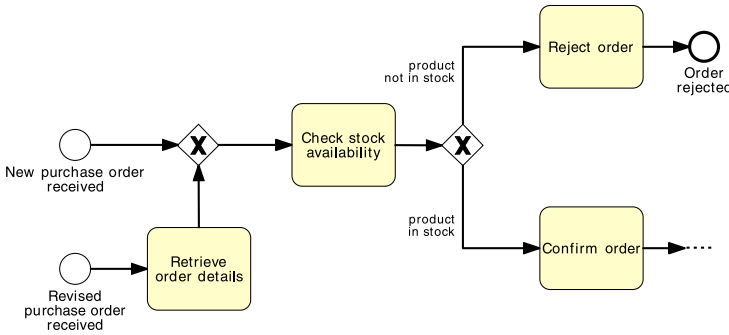 Reject order
product
not in stock
Order
rejected
Check stock
availability
X
X
New purchase order
received
product
in stock
Confirm order
Retrieve
order details
Revised
purchase order
received